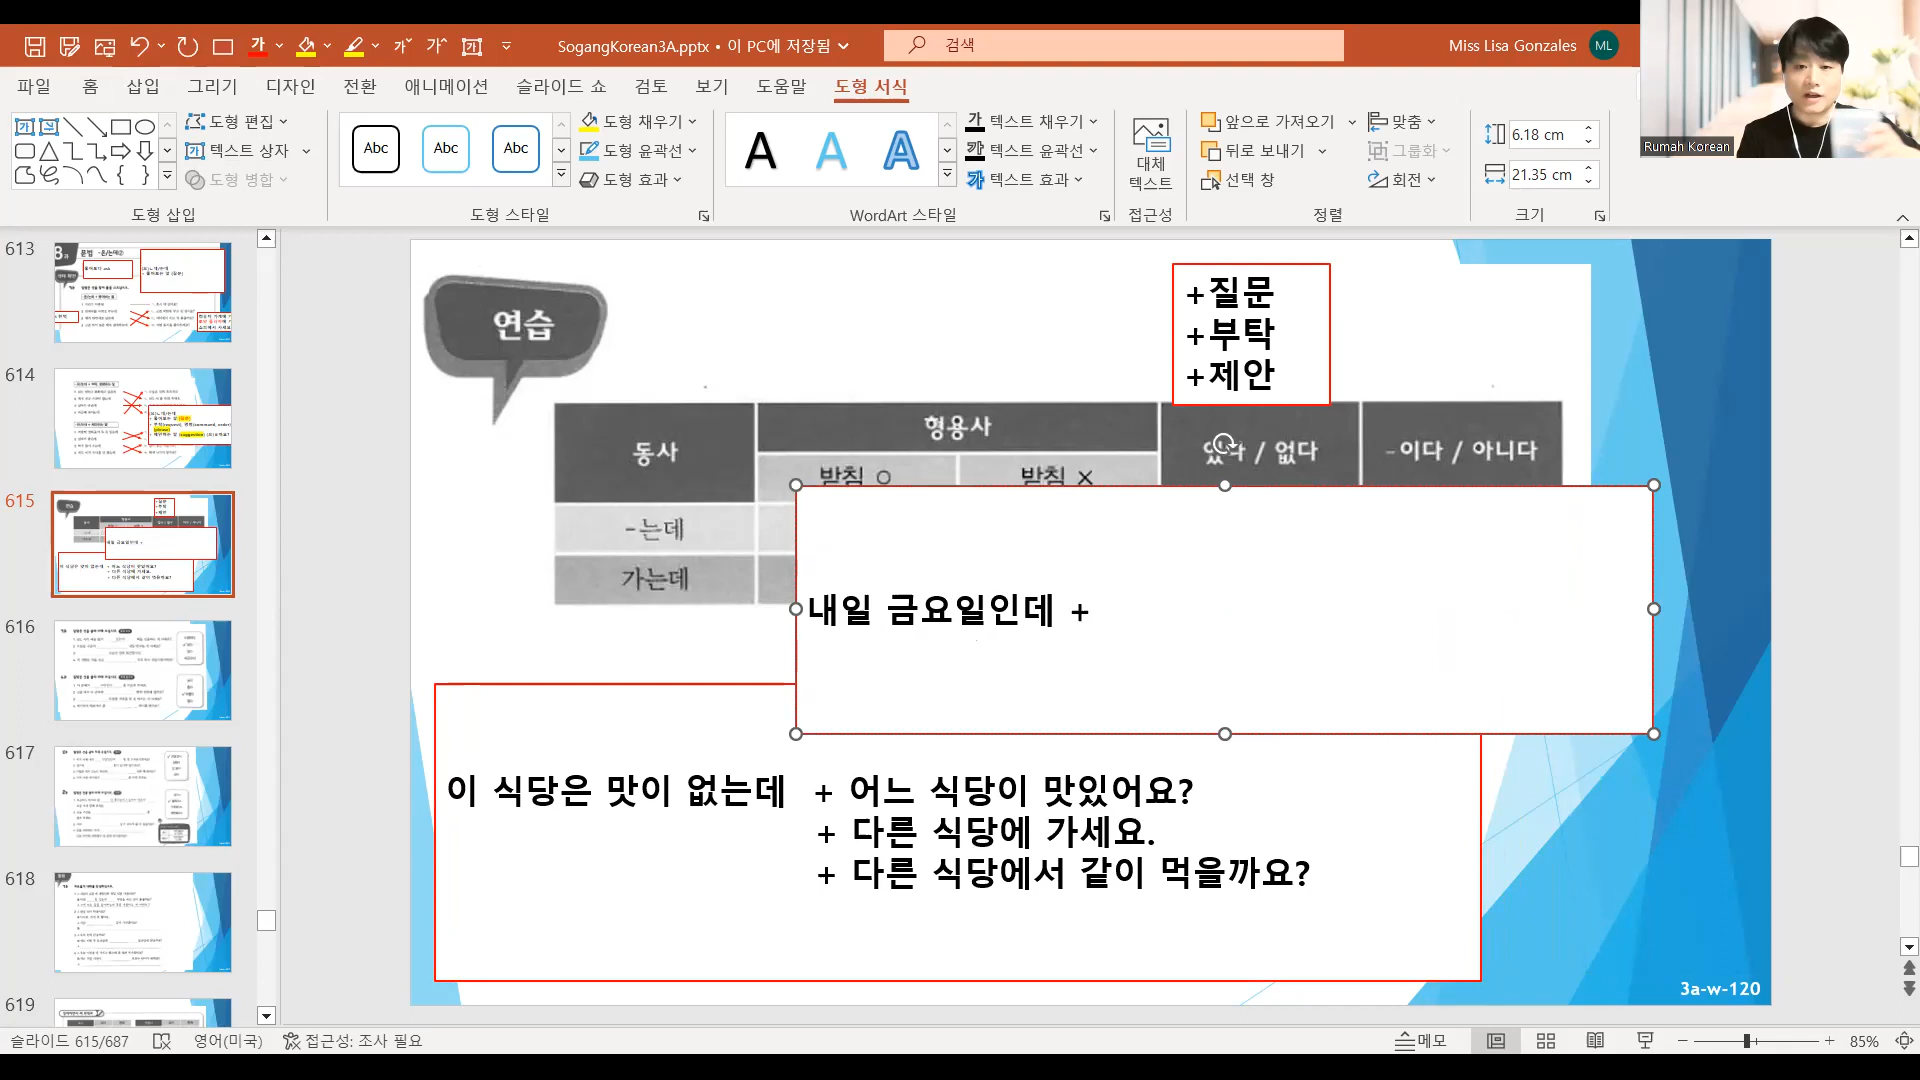 SogangKorean3A.pptx • 이 PC에 저장됨
검색
Miss Lisa Gonzales
ML
파일 홈 삽입 그리기 디자인 전환 애니메이션 슬라이드 쇼 검토 보기 도움말 도형 서식
도형 편집
텍스트 상자
도형 병합
도형 삽입
Abc Abc Abc
도형 채우기
도형 윤곽선
도형 효과
도형 스타일
A A A
텍스트 채우기
텍스트 윤곽선
텍스트 효과
WordArt 스타일
대체
텍스트
접근성
앞으로 가져오기
뒤로 보내기
선택 창
맞춤
그룹화
회전
정렬
6.18 cm
21.35 cm
크기
Rumah Korean
613
614
615
616
617
618
619
연습
+질문
+부탁
+제안
동사
형용사
있다 / 없다
-이다 / 아니다
받침 ○
받침 ×
-는데
가는데
내일 금요일인데 +
이 식당은 맛이 없는데 + 어느 식당이 맛있어요?
+ 다른 식당에 가세요.
+ 다른 식당에서 같이 먹을까요?
3a-w-120
슬라이드 615/687
영어(미국)
접근성: 조사 필요
메모
85%